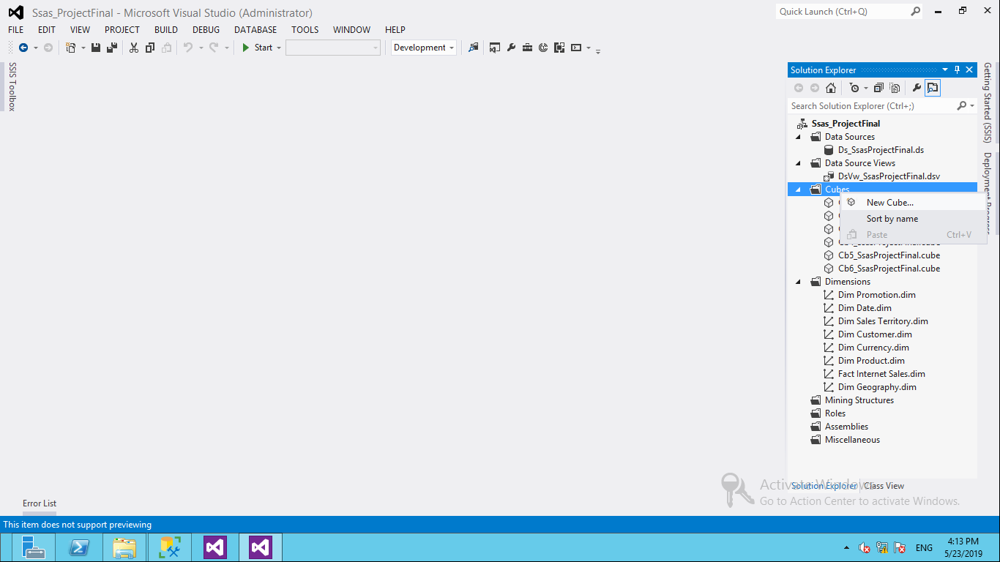 Ssas_ProjectFinal - Microsoft Visual Studio (Administrator)
Quick Launch (Ctrl+Q)
FILE EDIT VIEW PROJECT BUILD DEBUG DATABASE TOOLS WINDOW HELP
Start
Development
SSIS Toolbox
Solution Explorer
Search Solution Explorer (Ctrl+;)
Ssas_ProjectFinal
Data Sources
Ds_SsasProjectFinal.ds
Data Source Views
DsVw_SsasProjectFinal.dsv
Cubes
New Cube...
Sort by name
Paste Ctrl+V
Cb5_SsasProjectFinal.cube
Cb6_SsasProjectFinal.cube
Dimensions
Dim Promotion.dim
Dim Date.dim
Dim Sales Territory.dim
Dim Customer.dim
Dim Currency.dim
Dim Product.dim
Fact Internet Sales.dim
Dim Geography.dim
Mining Structures
Roles
Assemblies
Miscellaneous
Getting Started (SSIS)
Deployment Progress
Activate Windows
Go to Action Center to activate Windows.
Solution Explorer Class View
Error List
This item does not support previewing
ENG
4:13 PM
5/23/2019